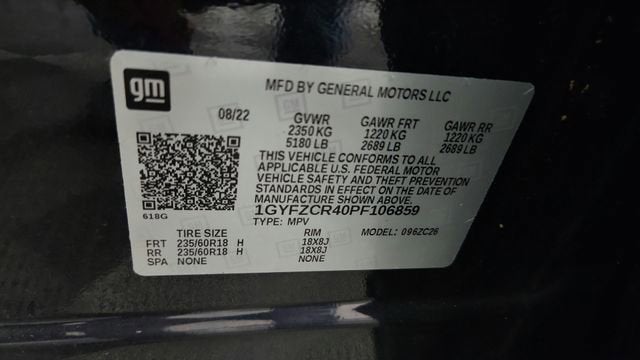 gm
MFD BY GENERAL MOTORS LLC
08/22 GVWR GAWR FRT GAWR RR
2350 KG 1220 KG 1220 KG
5180 LB 2689 LB 2689 LB
THIS VEHICLE CONFORMS TO ALL
APPLICABLE U.S. FEDERAL MOTOR
VEHICLE SAFETY AND THEFT PREVENTION
STANDARDS IN EFFECT ON THE DATE OF
MANUFACTURE SHOWN ABOVE.
618G 1GYFZCR40PF106859
TYPE: MPV MODEL: 096ZC26
TIRE SIZE RIM
FRT 235/60R18 H 18X8J
RR 235/60R18 H 18X8J
SPA NONE NONE